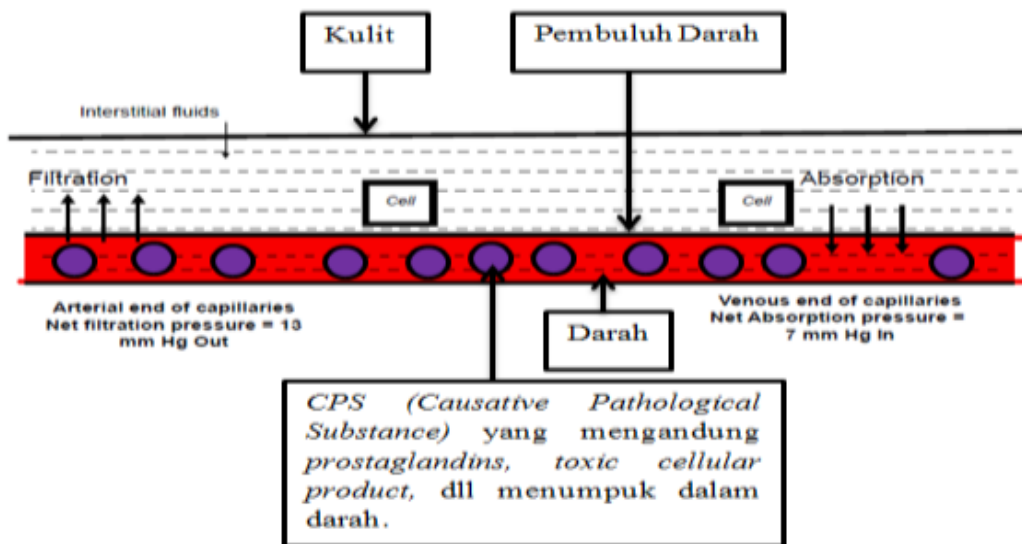 Kulit
Pembuluh Darah
Interstitial fluids
Filtration
Cell
Cell
Absorption
Arterial end of capillaries
Net filtration pressure = 13
mm Hg Out
Venous end of capillaries
Net Absorption pressure =
7 mm Hg In
Darah
CPS (Causative Pathological
Substance) yang mengandung
prostaglandins, toxic cellular
product, dll menumpuk dalam
darah.